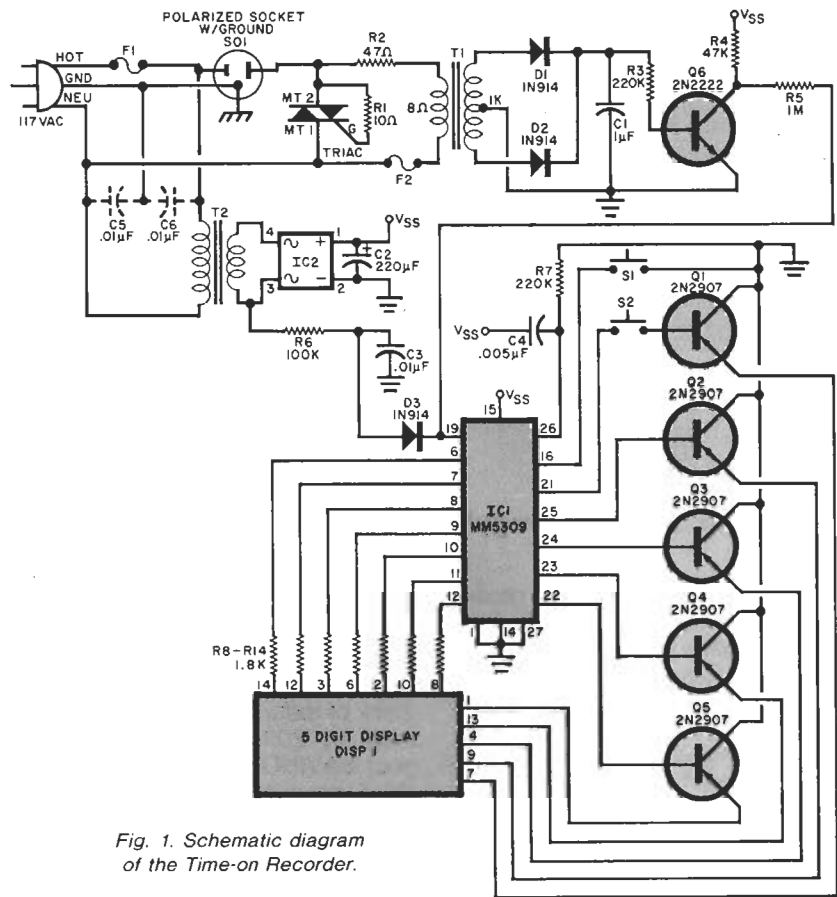 POLARIZED SOCKET
W/GROUND
SO1
HOT
F1
GND
NEU
117VAC
C5
.01µF
C6
.01µF
R2
47Ω
MT 2
MT 1
G
R1
10Ω
TRIAC
F2
T1
8Ω
1K
D1
1N914
D2
1N914
C1
1µF
R3
220K
VSS
R4
47K
Q6
2N2222
R5
1M
T2
4
3
IC2
+
-
1
2
VSS
+
C2
220µF
R6
100K
C3
.01µF
D3
1N914
R7
220K
VSS
C4
.005µF
S1
S2
Q1
2N2907
Q2
2N2907
Q3
2N2907
Q4
2N2907
Q5
2N2907
VSS
15
IC1
MM5309
19
6
7
8
9
10
11
12
26
16
21
25
24
23
22
1
14
27
R8-R14
1.8K
14
12
3
6
2
10
8
5 DIGIT DISPLAY
DISP 1
1
13
4
9
7
Fig. 1. Schematic diagram
of the Time-on Recorder.